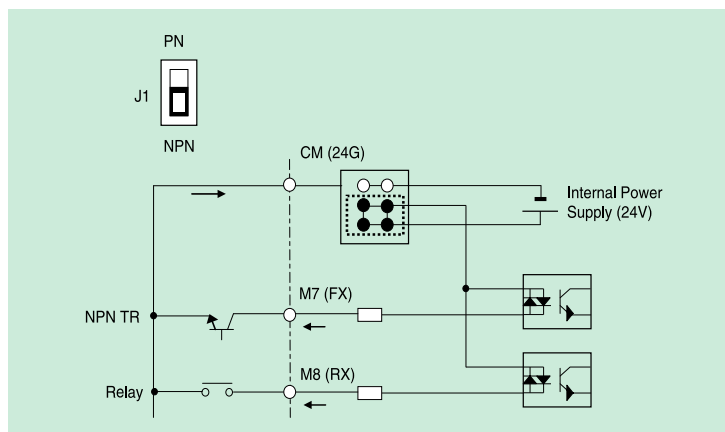 PN
J1
NPN
CM (24G)
Internal Power
Supply (24V)
M7 (FX)
NPN TR
M8 (RX)
Relay